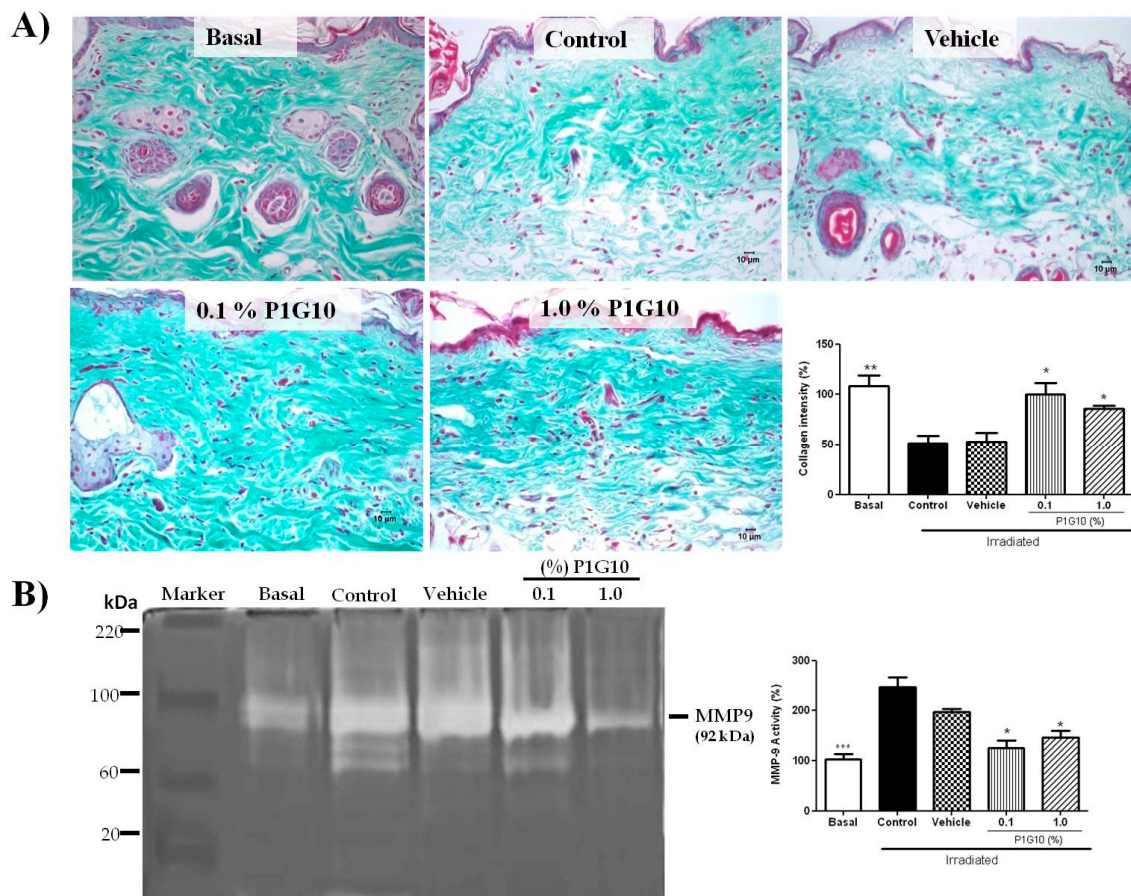 A)
Basal
Control
Vehicle
10 µm
10 µm
0.1 % P1G10
1.0 % P1G10
10 µm
10 µm
Collagen intensity (%)
150
100
50
0
**
*
*
Basal
Control
Vehicle
0.1
1.0
P1G10 (%)
Irradiated
B)
(%) P1G10
kDa
Marker
Basal
Control
Vehicle
0.1
1.0
220
100
60
20
MMP9
(92 kDa)
MMP-9 Activity (%)
300
200
100
0
***
*
*
Basal
Control
Vehicle
0.1
1.0
P1G10 (%)
Irradiated